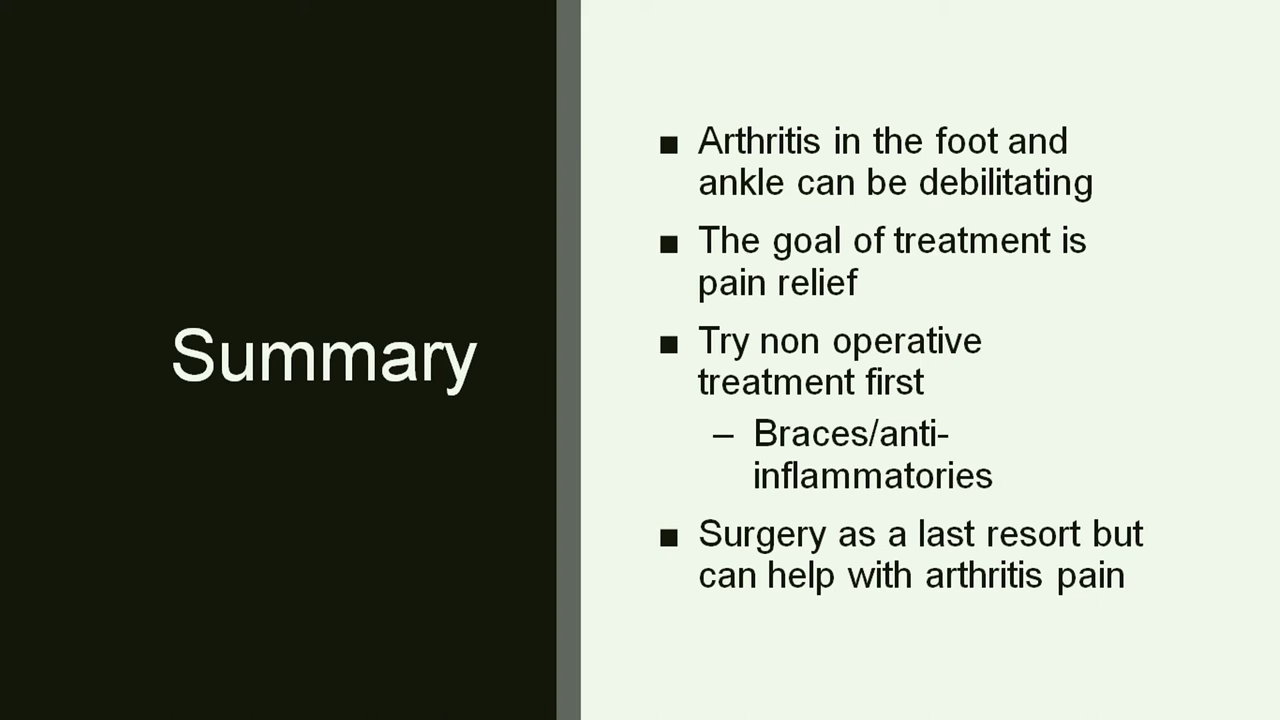 Summary
■ Arthritis in the foot and
ankle can be debilitating
■ The goal of treatment is
pain relief
■ Try non operative
treatment first
– Braces/anti-
inflammatories
■ Surgery as a last resort but
can help with arthritis pain